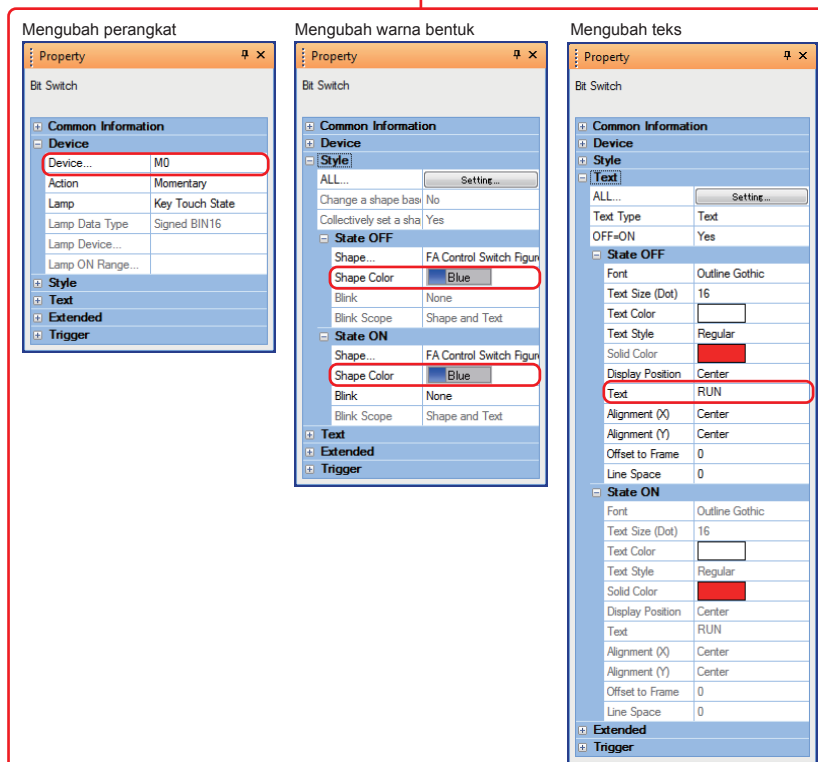 Mengubah perangkat
Property
Bit Switch
Common Information
Device
Device... M0
Action Momentary
Lamp Key Touch State
Lamp Data Type Signed BIN16
Lamp Device...
Lamp ON Range...
Style
Text
Extended
Trigger
Mengubah warna bentuk
Property
Bit Switch
Common Information
Device
Style
ALL... Setting...
Change a shape bas No
Collectively set a sha Yes
State OFF
Shape... FA Control Switch Figur
Shape Color Blue
Blink None
Blink Scope Shape and Text
State ON
Shape... FA Control Switch Figur
Shape Color Blue
Blink None
Blink Scope Shape and Text
Text
Extended
Trigger
Mengubah teks
Property
Bit Switch
Common Information
Device
Style
Text
ALL... Setting...
Text Type Text
OFF=ON Yes
State OFF
Font Outline Gothic
Text Size (Dot) 16
Text Color
Text Style Regular
Solid Color
Display Position Center
Text RUN
Alignment (X) Center
Alignment (Y) Center
Offset to Frame 0
Line Space 0
State ON
Font Outline Gothic
Text Size (Dot) 16
Text Color
Text Style Regular
Solid Color
Display Position Center
Text RUN
Alignment (X) Center
Alignment (Y) Center
Offset to Frame 0
Line Space 0
Extended
Trigger